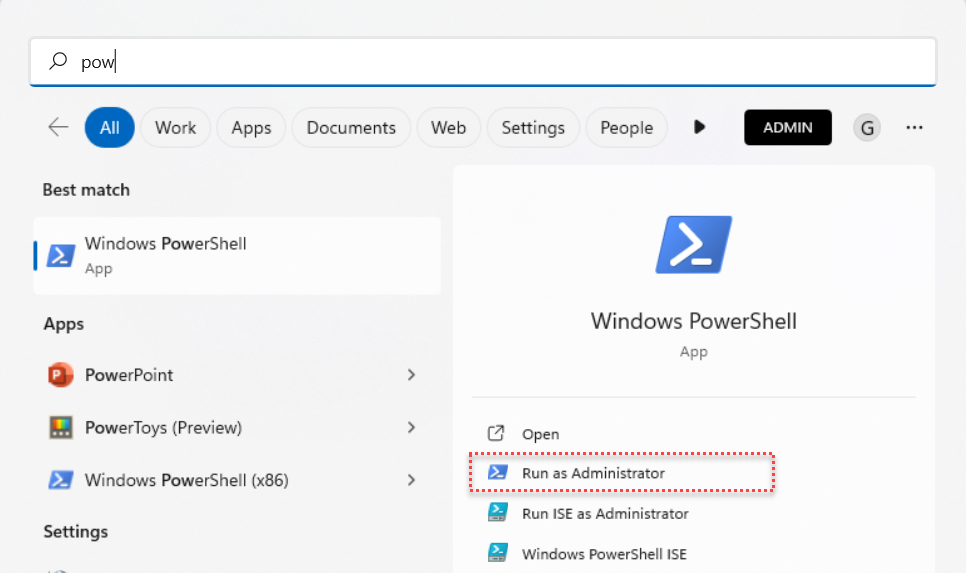 pow
All Work Apps Documents Web Settings People ADMIN G
Best match
Windows PowerShell
App
Apps
PowerPoint
PowerToys (Preview)
Windows PowerShell (x86)
Settings
Windows PowerShell
App
Open
Run as Administrator
Run ISE as Administrator
Windows PowerShell ISE